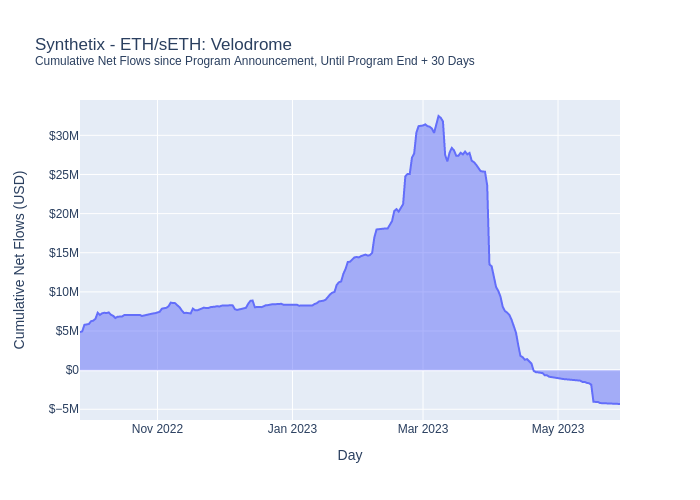 Synthetix - ETH/sETH: Velodrome
Cumulative Net Flows since Program Announcement, Until Program End + 30 Days
Cumulative Net Flows (USD)
$30M
$25M
$20M
$15M
$10M
$5M
$0
$−5M
Nov 2022
Jan 2023
Mar 2023
May 2023
Day